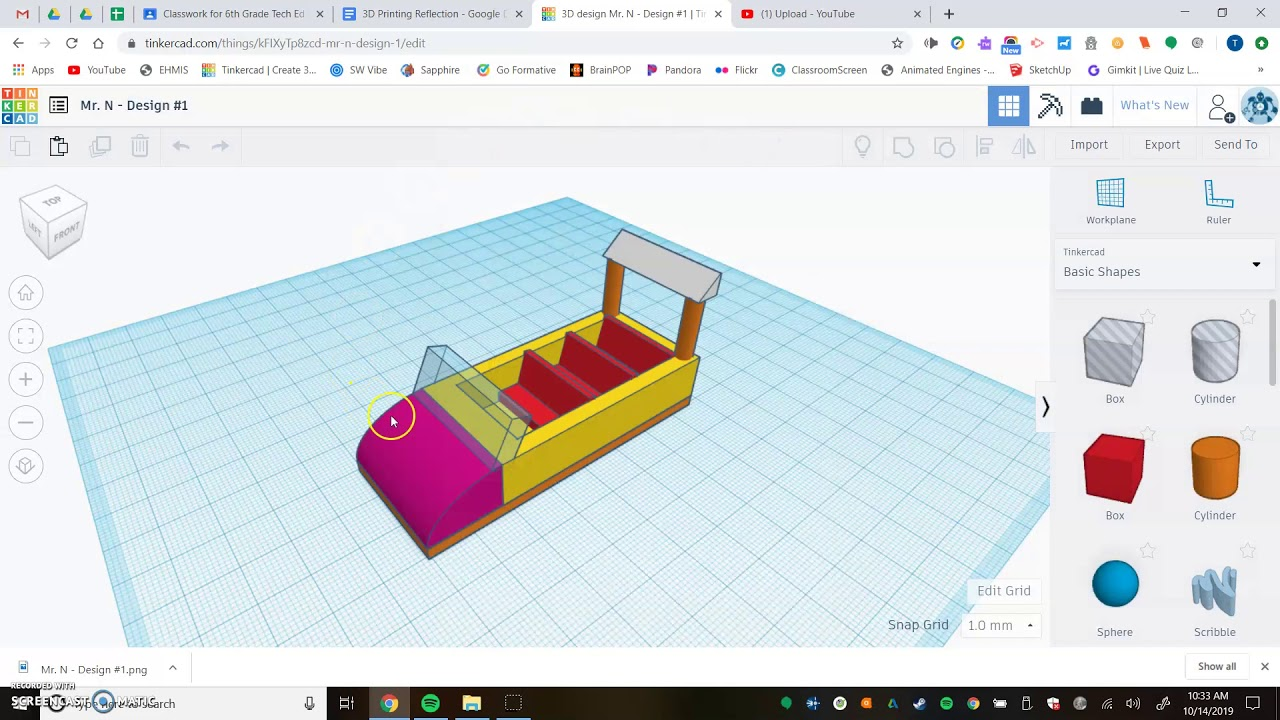 Classwork for 6th Grade Tech Ed
3D Printing Reflection - Google
3D design Mr. N - Design #1 | Ti
(1) Upload - YouTube
tinkercad.com/things/
mr-n-design-1/edit
New
T
Apps
YouTube
EHMIS
Tinkercad | Create 3...
SW Vibe
Sapphire
Go Formative
BrainPOP
Pandora
Flickr
ClassroomScreen
Animated Engines -...
SketchUp
Gimkit | Live Quiz L...
»
TIN
KER
CAD
Mr. N - Design #1
What's New
Import
Export
Send To
TOP
LEFT
FRONT
Workplane
Ruler
Tinkercad
Basic Shapes
Box
Cylinder
Box
Cylinder
Sphere
Scribble
Edit Grid
Snap Grid
1.0 mm
Mr. N - Design #1.png
Show all
RECORDED WITH
SCREENCAST MATIC
Type here to search
10:33 AM
10/14/2019